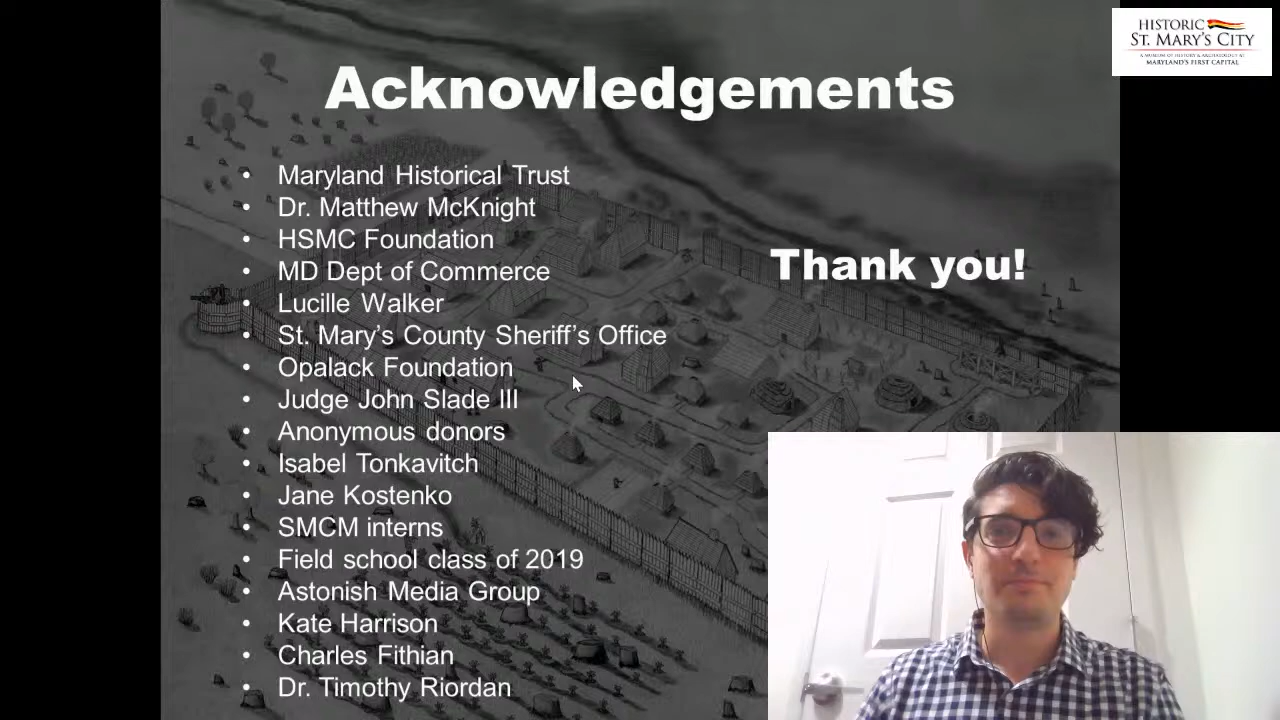 HISTORIC
ST. MARY'S CITY
A MUSEUM OF HISTORY & ARCHAEOLOGY AT
MARYLAND'S FIRST CAPITAL
Acknowledgements
• Maryland Historical Trust
• Dr. Matthew McKnight
• HSMC Foundation
• MD Dept of Commerce
• Lucille Walker
• St. Mary’s County Sheriff’s Office
• Opalack Foundation
• Judge John Slade III
• Anonymous donors
• Isabel Tonkavitch
• Jane Kostenko
• SMCM interns
• Field school class of 2019
• Astonish Media Group
• Kate Harrison
• Charles Fithian
• Dr. Timothy Riordan
Thank you!